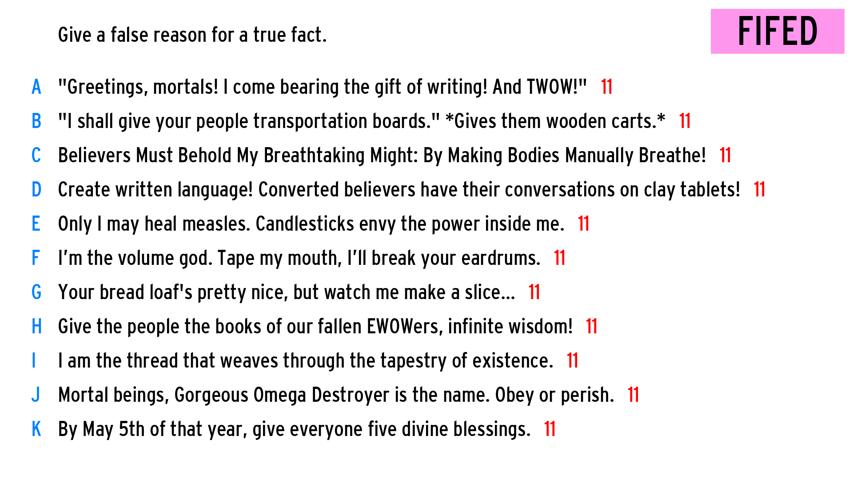 Give a false reason for a true fact.
FIFED
A "Greetings, mortals! I come bearing the gift of writing! And TWOW!" 11
B "I shall give your people transportation boards." *Gives them wooden carts.* 11
C Believers Must Behold My Breathtaking Might: By Making Bodies Manually Breathe! 11
D Create written language! Converted believers have their conversations on clay tablets! 11
E Only I may heal measles. Candlesticks envy the power inside me. 11
F I'm the volume god. Tape my mouth, I'll break your eardrums. 11
G Your bread loaf's pretty nice, but watch me make a slice... 11
H Give the people the books of our fallen EWOWers, infinite wisdom! 11
I I am the thread that weaves through the tapestry of existence. 11
J Mortal beings, Gorgeous Omega Destroyer is the name. Obey or perish. 11
K By May 5th of that year, give everyone five divine blessings. 11